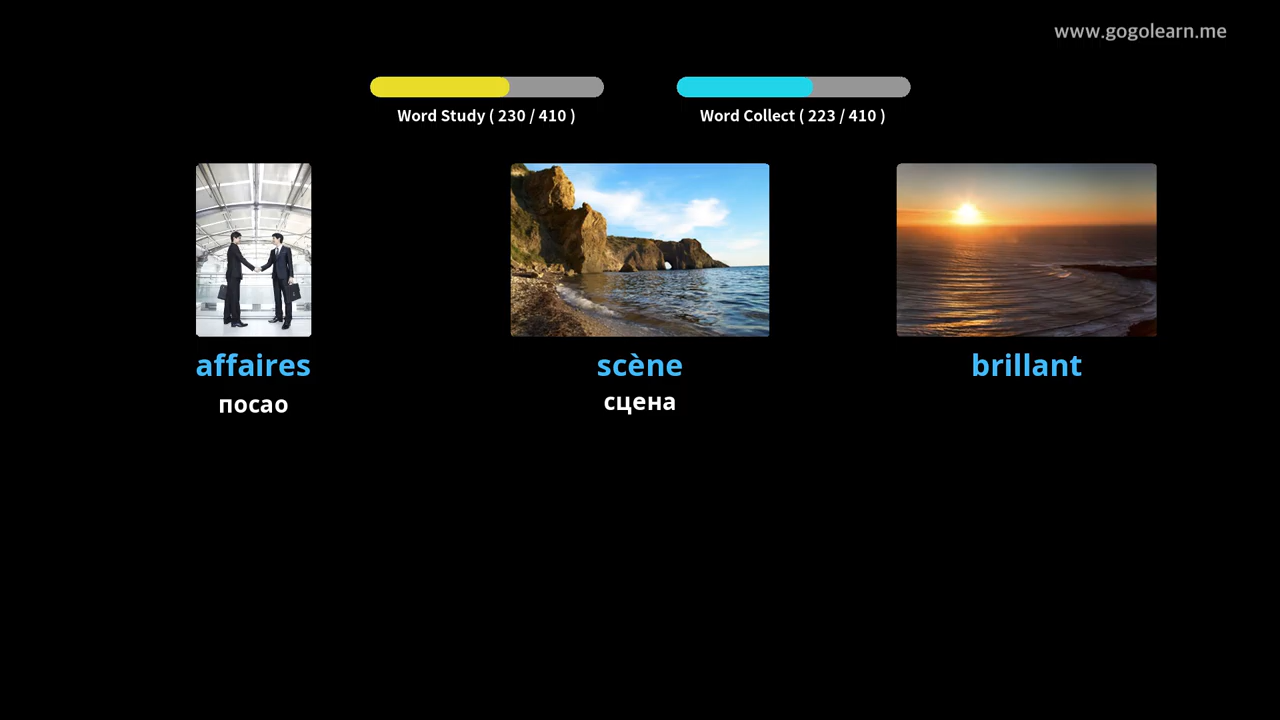 www.gogolearn.me
Word Study ( 230 / 410 )
Word Collect ( 223 / 410 )
affaires
scène
brillant
посао
сцена